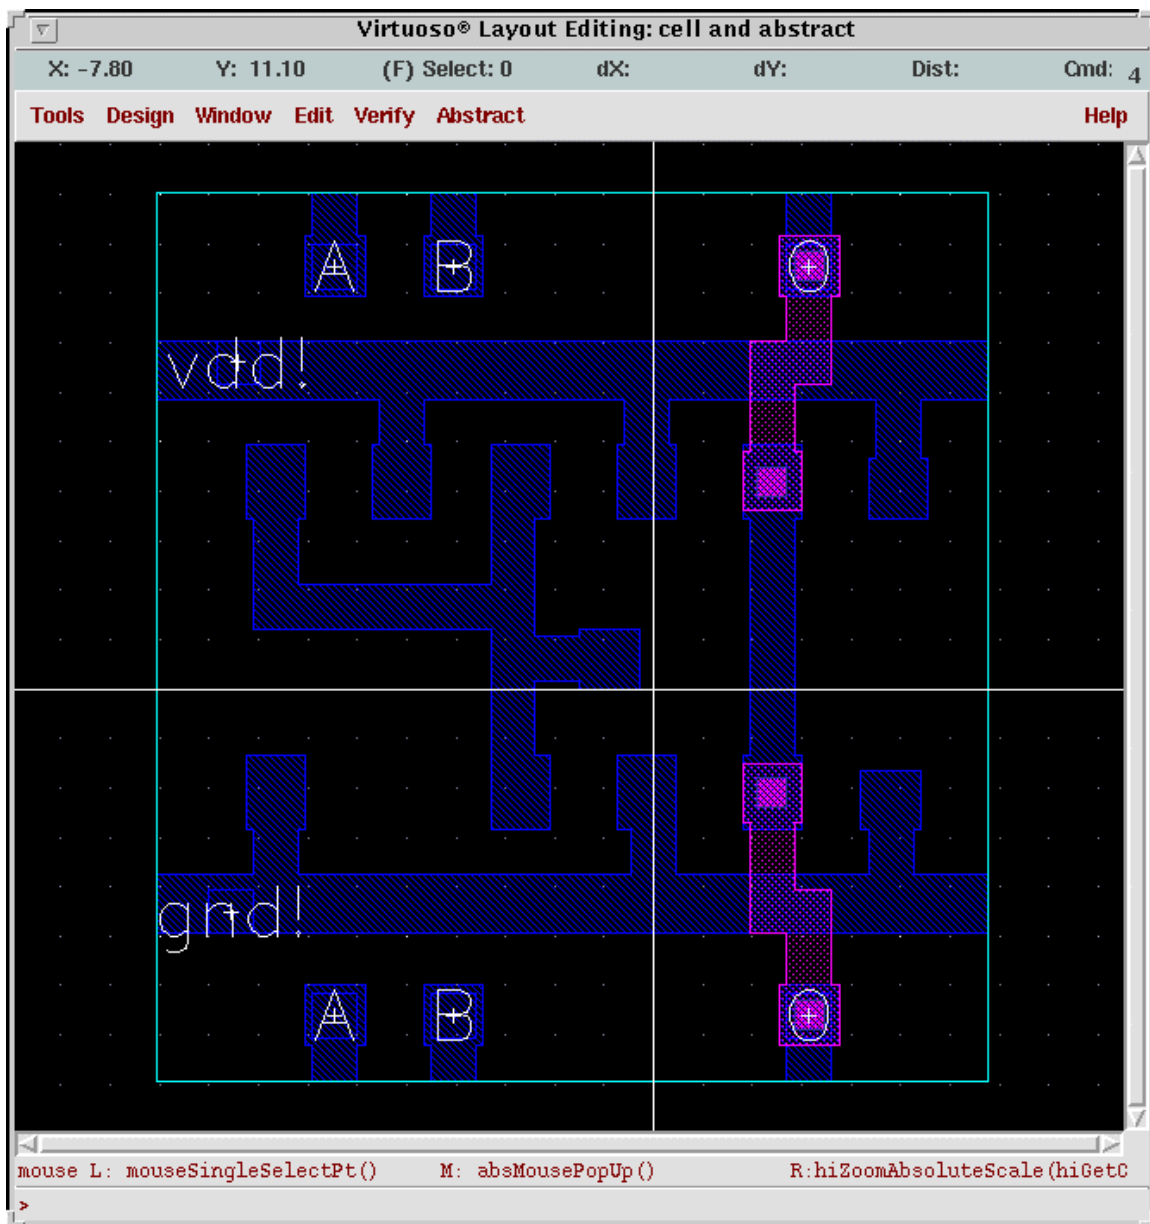 Virtuoso® Layout Editing: cell and abstract
X: -7.80 Y: 11.10 (F) Select: 0 dX: dY: Dist: Cmd: 4
Tools Design Window Edit Verify Abstract Help
A B O
vdd!
gnd!
A B O
mouse L: mouseSingleSelectPt() M: absMousePopUp() R:hiZoomAbsoluteScale(hiGetC
>